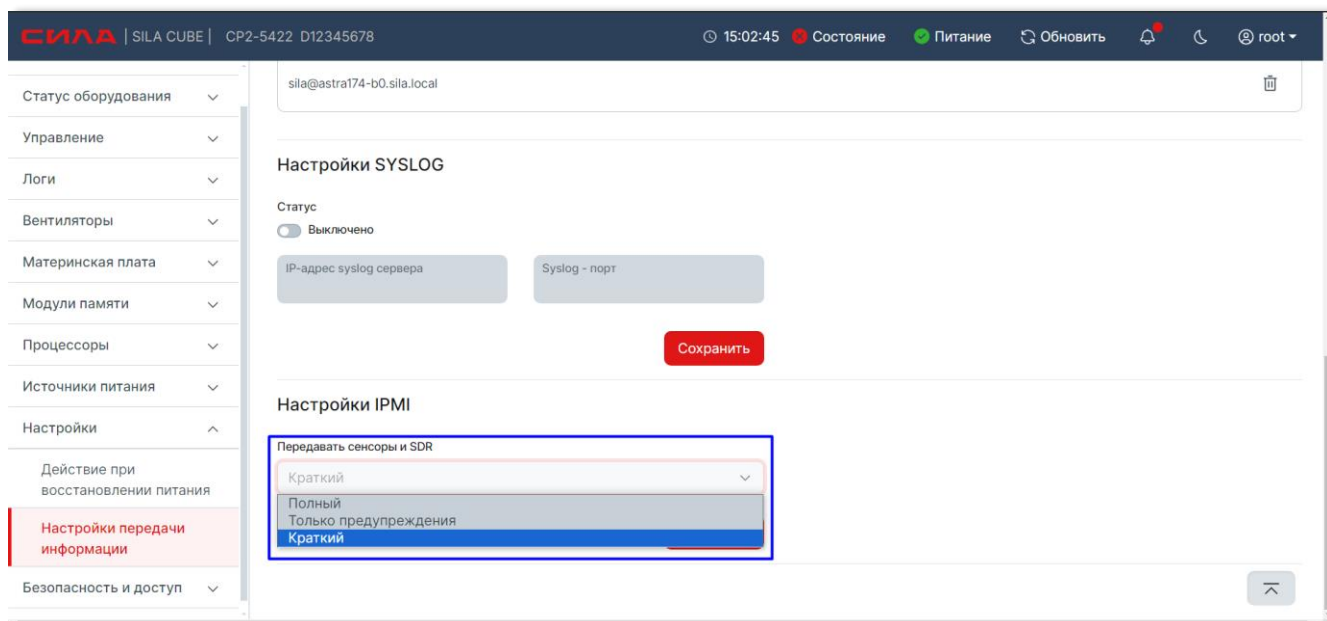 СИЛА | SILA CUBE | CP2-5422 D12345678 15:02:45 Состояние Питание Обновить root
Статус оборудования
Управление
Логи
Вентиляторы
Материнская плата
Модули памяти
Процессоры
Источники питания
Настройки
Действие при
восстановлении питания
Настройки передачи
информации
Безопасность и доступ
sila@astra174-b0.sila.local
Настройки SYSLOG
Статус
Выключено
IP-адрес syslog сервера Syslog - порт
Сохранить
Настройки IPMI
Передавать сенсоры и SDR
Краткий
Полный
Только предупреждения
Краткий